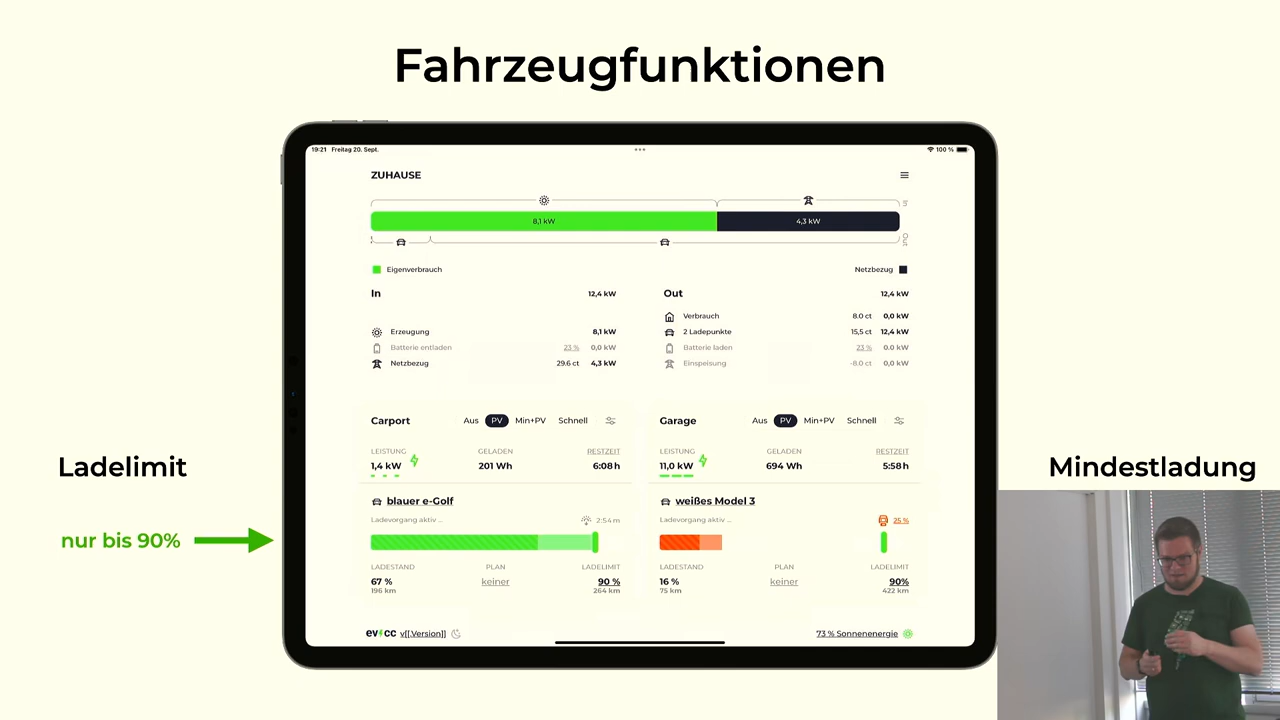 Fahrzeugfunktionen
19:21 Freitag 20. Sept.
100 %
ZUHAUSE
In
8,1 kW
4,3 kW
Out
Eigenverbrauch
Netzbezug
In 12,4 kW
Out 12,4 kW
Verbrauch 8.0 ct 0,0 kW
Erzeugung 8,1 kW
2 Ladepunkte 15,5 ct 12,4 kW
Batterie entladen 23 % 0,0 kW
Batterie laden 23 % 0.0 kW
Netzbezug 29.6 ct 4,3 kW
Einspeisung -8.0 ct 0,0 kW
Carport Aus PV Min+PV Schnell
LEISTUNG GELADEN RESTZEIT
1,4 kW 201 Wh 6:08 h
blauer e-Golf
Ladevorgang aktiv ... 2:54 m
LADESTAND PLAN LADELIMIT
67 % keiner 90 %
196 km 264 km
Garage Aus PV Min+PV Schnell
LEISTUNG GELADEN RESTZEIT
11,0 kW 694 Wh 5:58 h
weißes Model 3
Ladevorgang aktiv ... 25 %
LADESTAND PLAN LADELIMIT
16 % keiner 90%
75 km 422 km
evcc v[[.Version]]
73 % Sonnenenergie
Ladelimit
nur bis 90%
Mindestladung